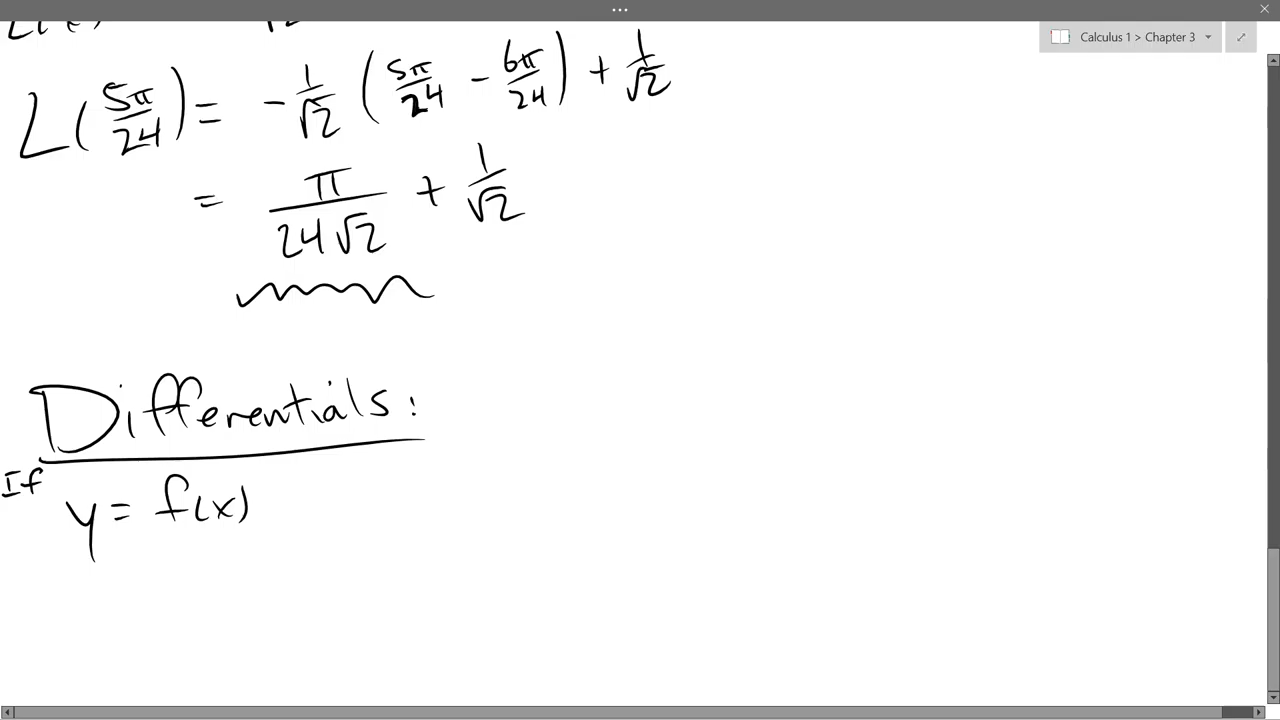 Calculus 1 > Chapter 3
L(5π/24) = -1/√2 (5π/24 - 6π/24) + 1/√2
= π/(24√2) + 1/√2
Differentials:
If y = f(x)